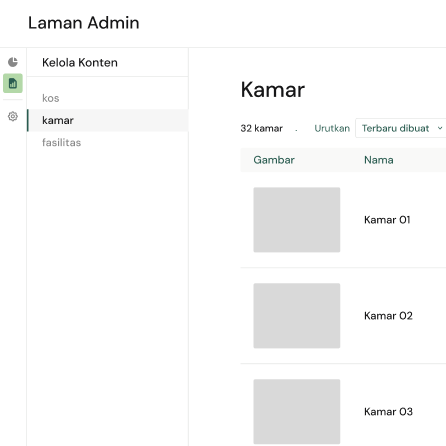 Laman Admin
Kelola Konten
kos
kamar
fasilitas
Kamar
32 kamar . Urutkan Terbaru dibuat
Gambar Nama
Kamar 01
Kamar 02
Kamar 03